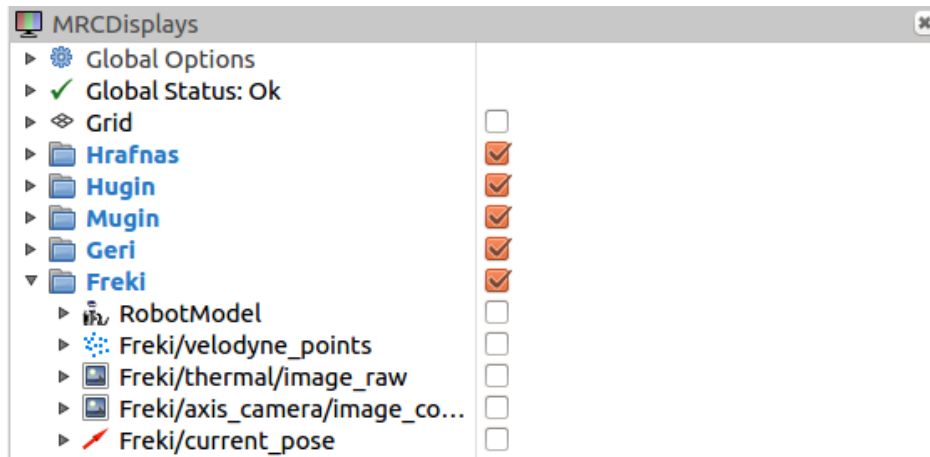 MRCDisplays
Global Options
Global Status: Ok
Grid
Hrafnas
Hugin
Mugin
Geri
Freki
RobotModel
Freki/velodyne_points
Freki/thermal/image_raw
Freki/axis_camera/image_co...
Freki/current_pose